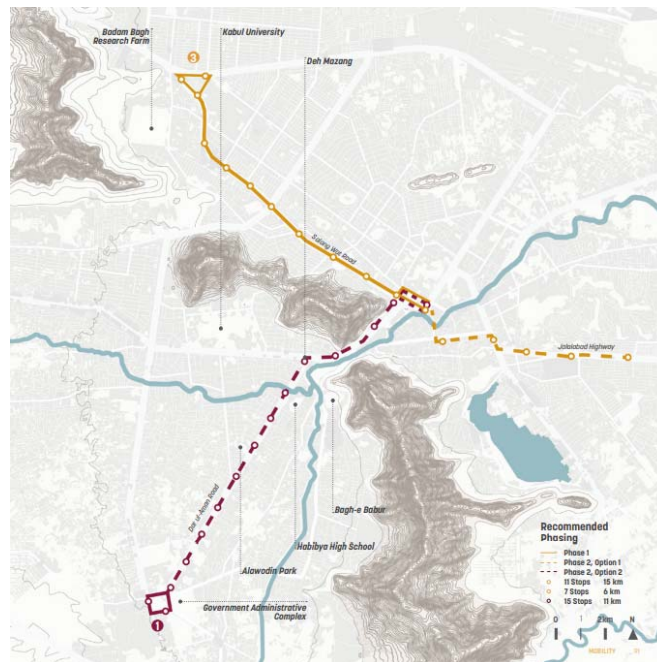 Badam Bagh
Research Farm
Kabul University
Deh Mazang
3
Salang Wat Road
Jalalabad Highway
Dar ul-Aman Road
Bagh-e Babur
Habibya High School
Alawodin Park
Government Administrative
Complex
1
Recommended
Phasing
Phase 1
Phase 2, Option 1
Phase 2, Option 2
11 Stops 15 km
7 Stops 6 km
15 Stops 11 km
0 1 2km N
MOBILITY